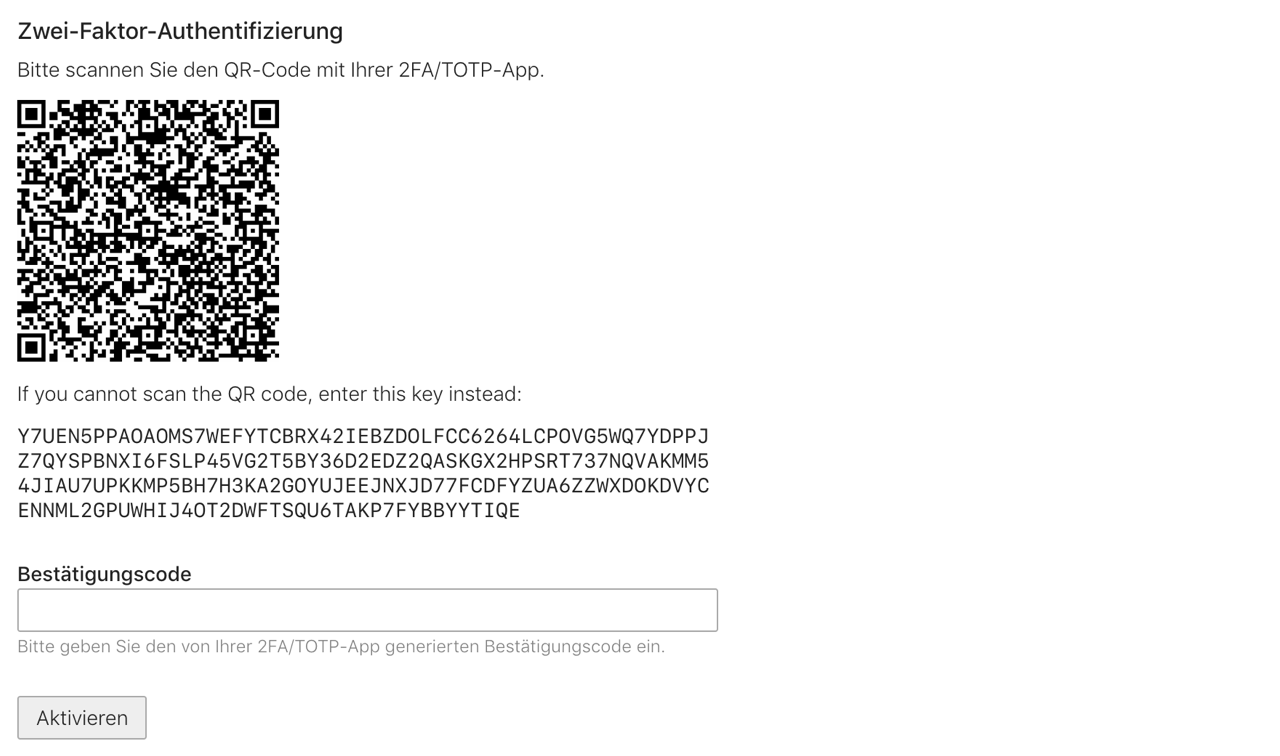 Zwei-Faktor-Authentifizierung
Bitte scannen Sie den QR-Code mit Ihrer 2FA/TOTP-App.
If you cannot scan the QR code, enter this key instead:
Y7UEN5PPAOAOMS7WEFYTCBRX42IEBZDOLFCC6264LCPOVG5WQ7YDPPJ
Z7QYSPBNXI6FSLP45VG2T5BY36D2EDZ2QASKGX2HPSRT737NQVAKMM5
4JIAU7UPKKMP5BH7H3KA2GOYUJEEJNXJD77FCDFYZUA6ZZWXDOKDVYC
ENNML2GPUWHIJ4OT2DWFTSQU6TAKP7FYBBYYTIQE
Bestätigungscode
Bitte geben Sie den von Ihrer 2FA/TOTP-App generierten Bestätigungscode ein.
Aktivieren